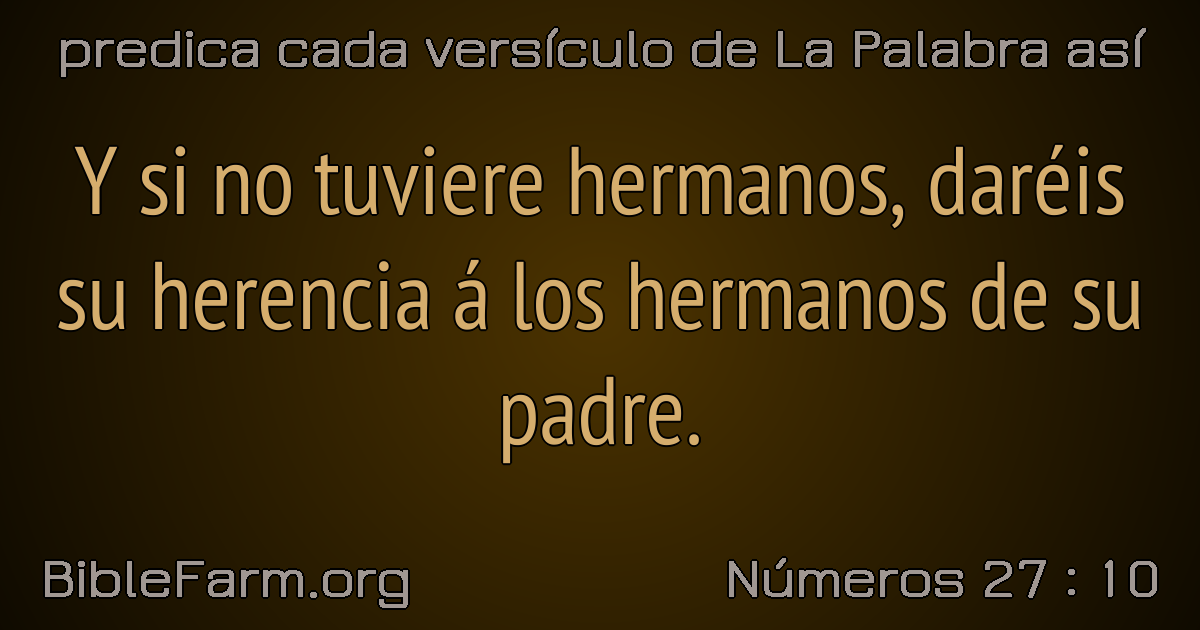 predica cada versículo de La Palabra así
Y si no tuviere hermanos, daréis
su herencia á los hermanos de su
padre.
BibleFarm.org
Números 27 : 10